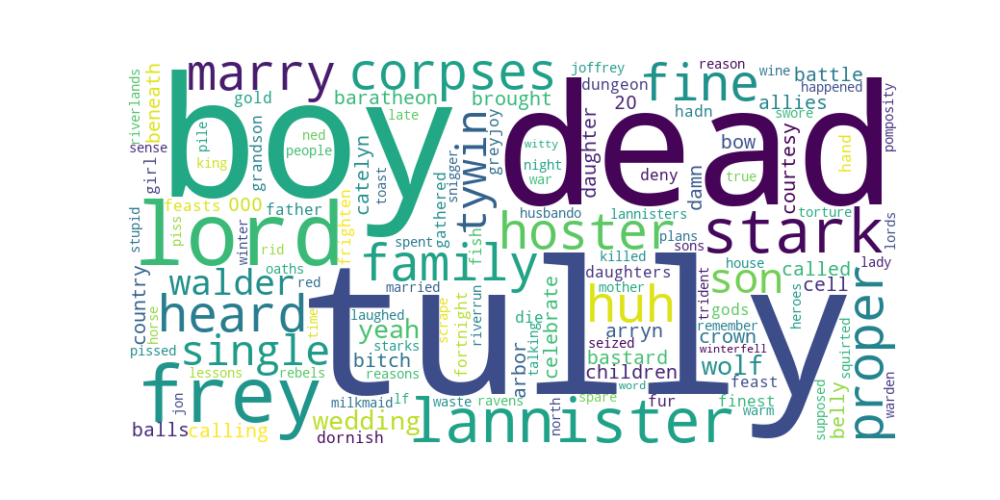 boy
dead
tully
lord
frey
stark
lannister
hoster
family
son
proper
fine
corpses
marry
heard
single
walder
tywin
huh
wolf
wedding
riverlands
beneath
gold
baratheon
brought
joffrey
dungeon
reason
wine
battle
happened
20
hadn
allies
swore
pomposity
sense
girl
pile
king
grandson
ned
people
late
catelyn
toast
greyjoy
snigger
gathered
witty
night
war
daughter
deny
damn
bow
true
courtesy
hand
stupid
piss
feasts
000
father
winter
rid
frighten
spent
fish
husbando
lannisters
plans
sons
torture
lords
lady
country
horse
oaths
red
time
married
laughed
yeah
starks
bitch
scrape
fortnight
riverrun
die
talking
arbor
celebrate
killed
daughters
mother
arryn
seized
bastard
children
trident
gods
remember
crown
winterfell
house
called
cell
heroes
squirted
pissed
lessons
rebels
reasons
jon
balls
calling
milkmaid
lf
dornish
waste
ravens
north
word
spare
fur
feast
finest
warm
supposed
belly
warden